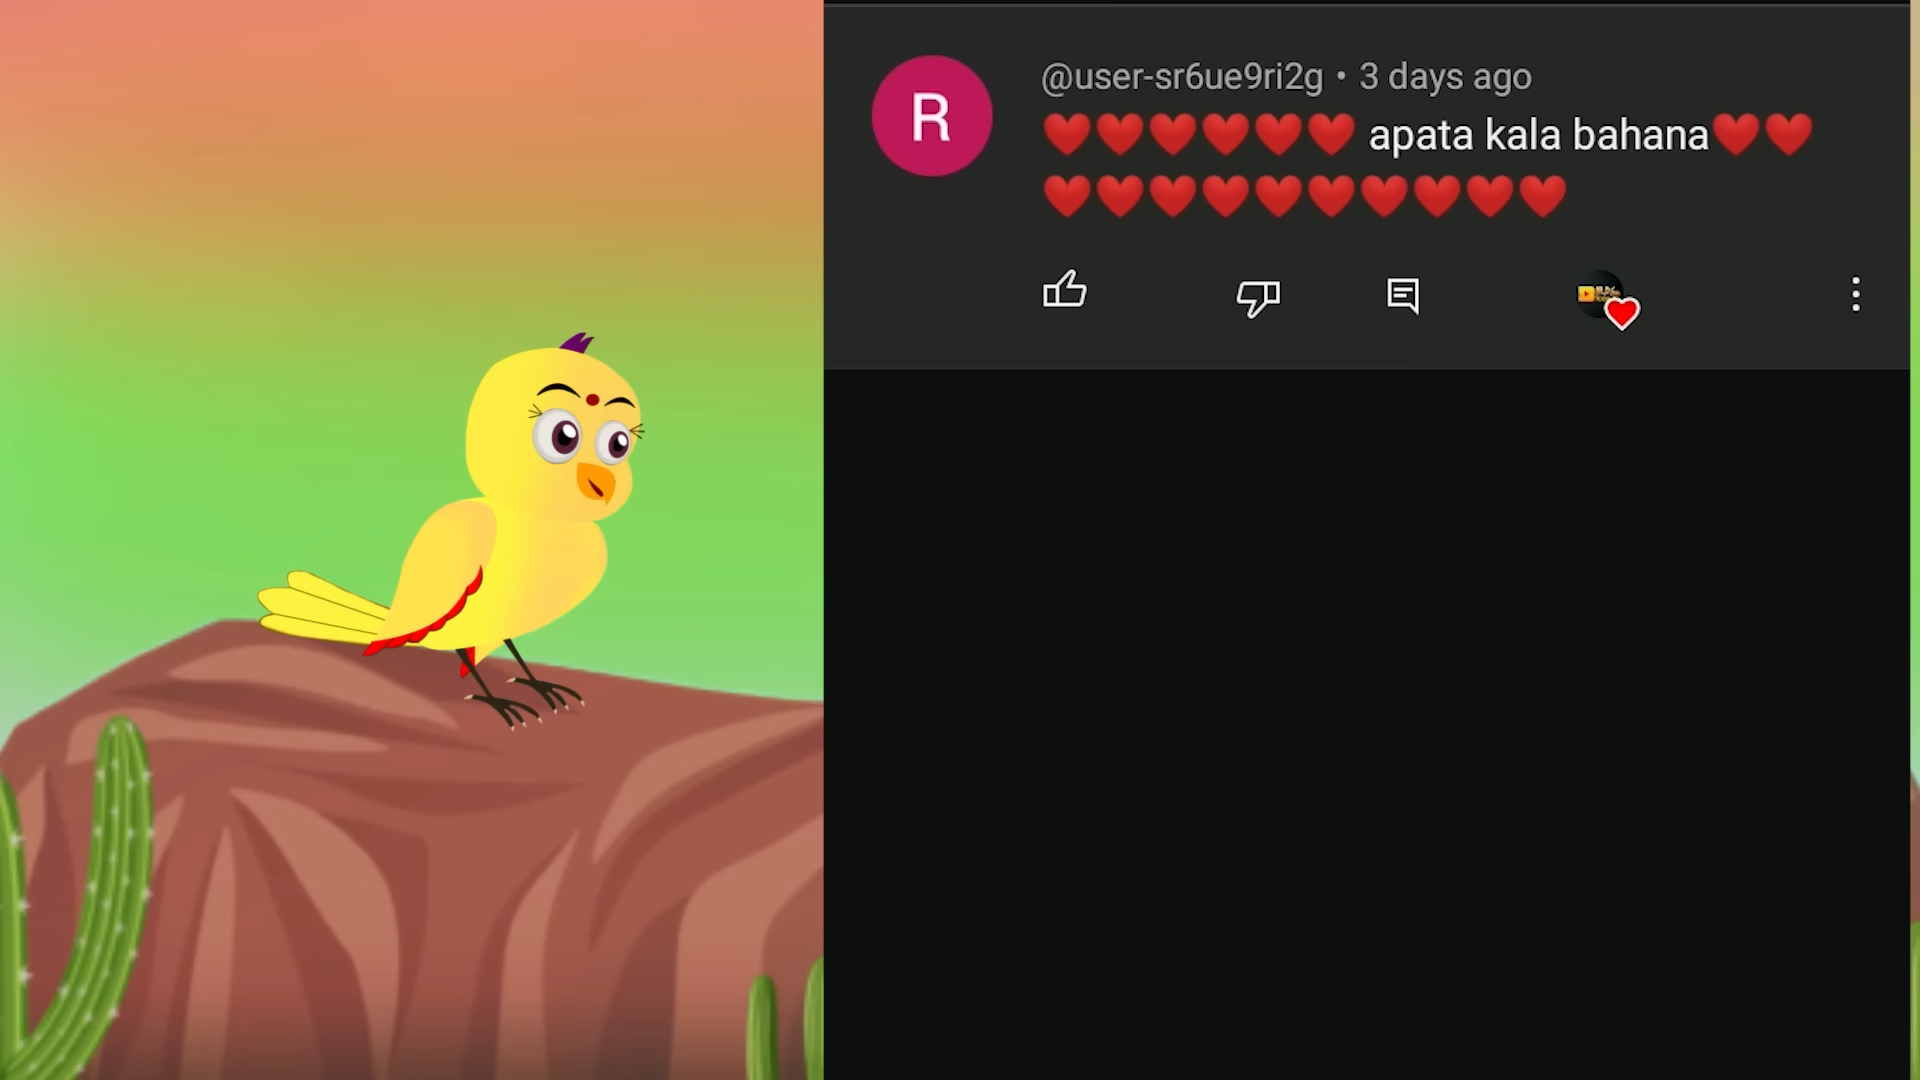 R
@user-sr6ue9ri2g • 3 days ago
❤️❤️❤️❤️❤️❤️ apata kala bahana❤️❤️
❤️❤️❤️❤️❤️❤️❤️❤️❤️❤️